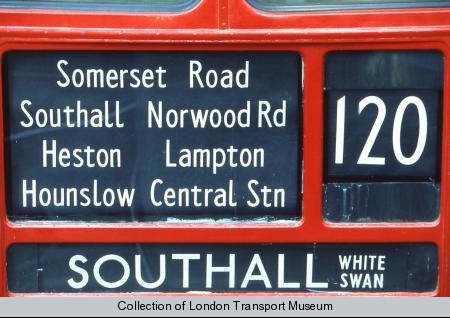 Somerset Road
Southall Norwood Rd
Heston Lampton
Hounslow Central Stn
120
SOUTHALL WHITE SWAN
Collection of London Transport Museum